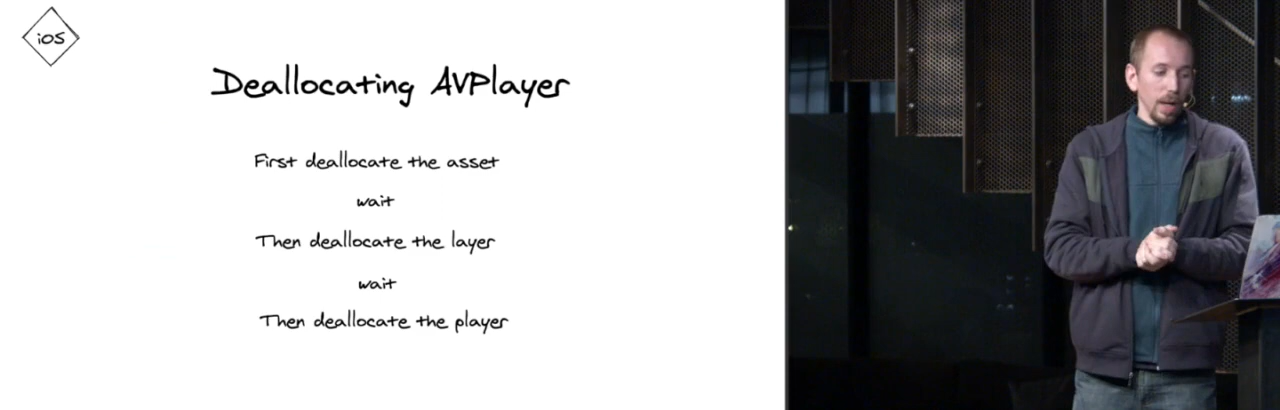 iOS
Deallocating AVPlayer
First deallocate the asset
wait
Then deallocate the layer
wait
Then deallocate the player